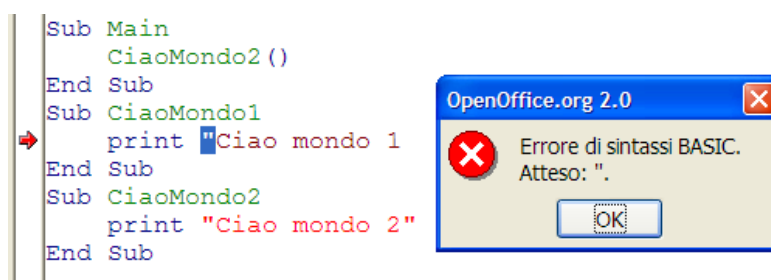 Sub Main
CiaoMondo2()
End Sub
Sub CiaoMondo1
print "Ciao mondo 1
End Sub
Sub CiaoMondo2
print "Ciao mondo 2"
End Sub
OpenOffice.org 2.0
Errore di sintassi BASIC.
Atteso: ".
OK